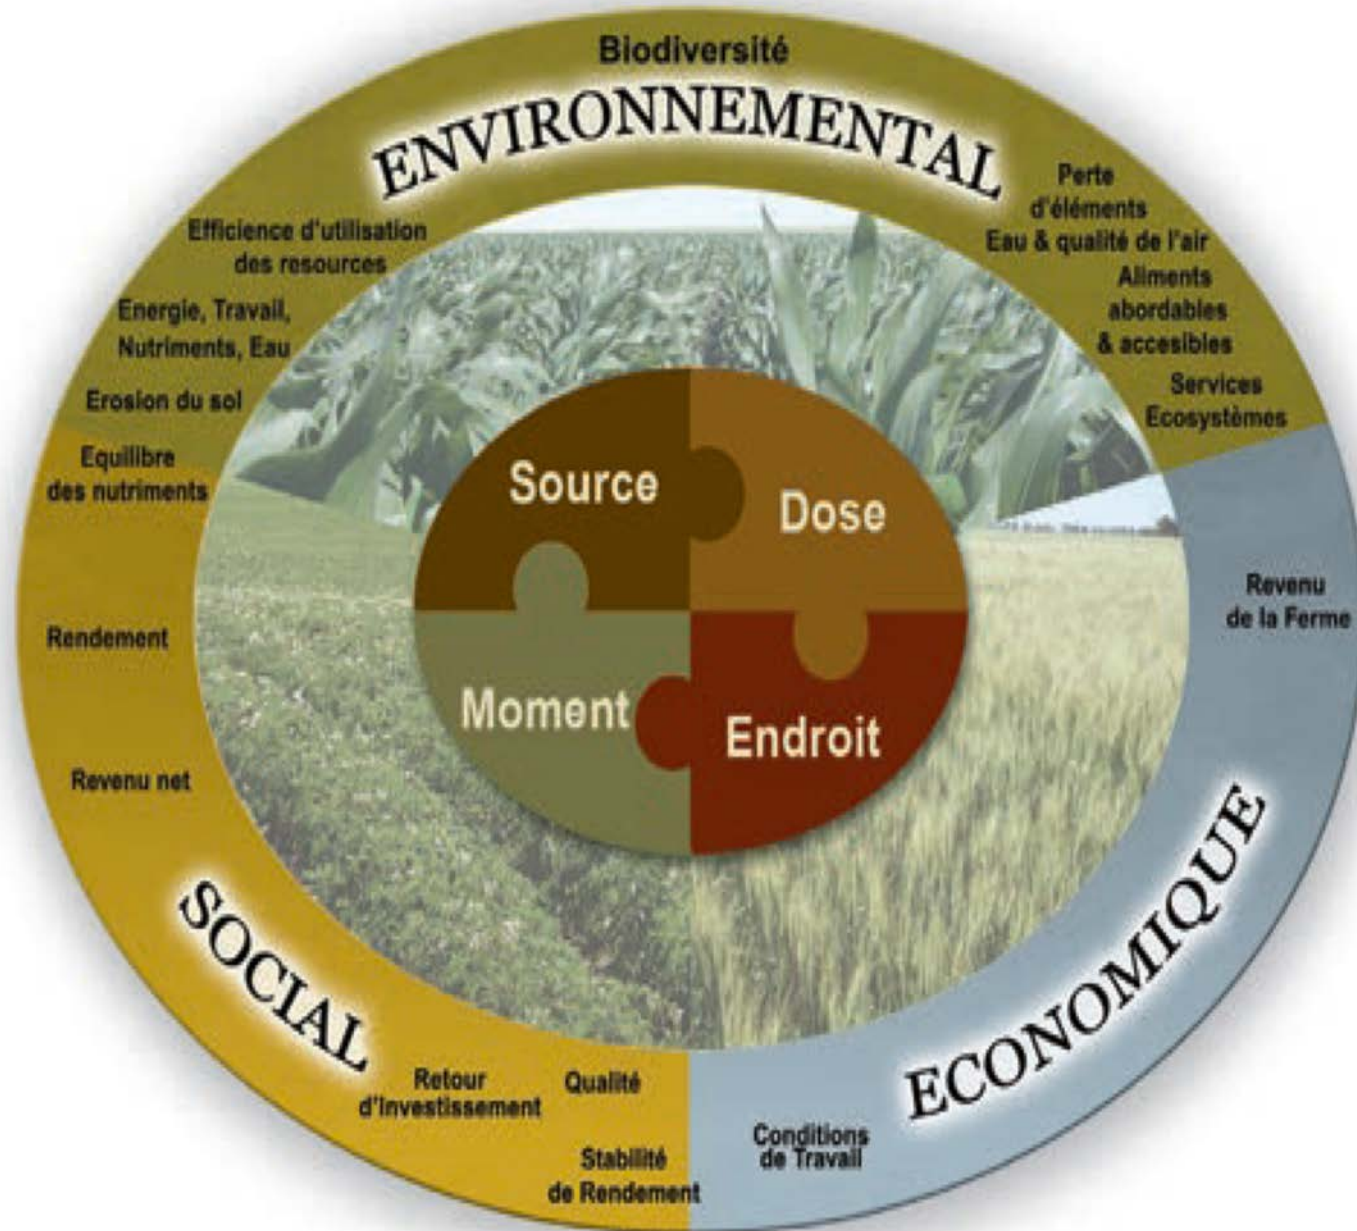 Biodiversité
ENVIRONNEMENTAL
Perte
d'éléments
Eau & qualité de l'air
Aliments
abordables
& accesibles
Services
Ecosystèmes
Efficience d'utilisation
des resources
Energie, Travail,
Nutriments, Eau
Erosion du sol
Equilibre
des nutriments
Rendement
Revenu net
SOCIAL
Retour
d'Investissement
Qualité
Stabilité
de Rendement
Revenu
de la Ferme
ECONOMIQUE
Conditions
de Travail
Source
Dose
Moment
Endroit